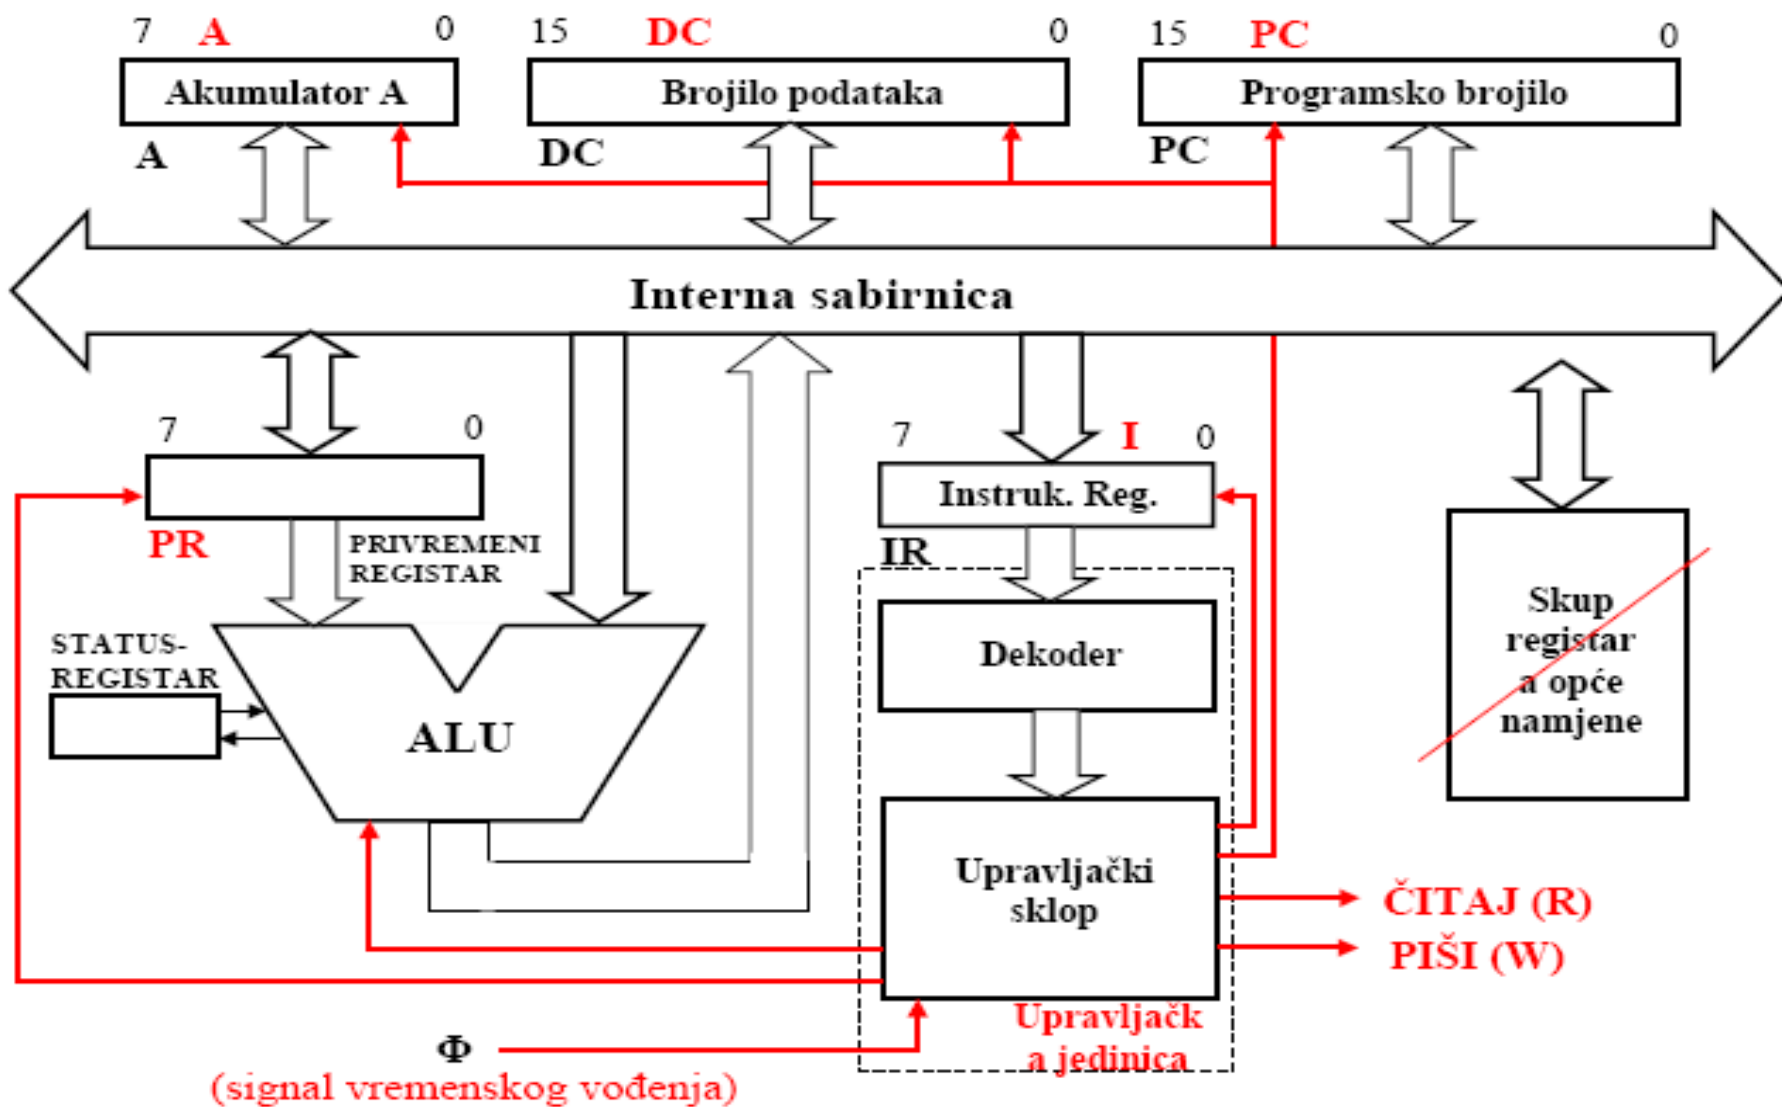 7 A 0
15 DC 0
15 PC 0
Akumulator A
Brojilo podataka
Programsko brojilo
A
DC
PC
Interna sabirnica
7 0
7 I 0
Instruk. Reg.
PR
PRIVREMENI
REGISTAR
IR
Skup
registar
a opće
namjene
STATUS-
REGISTAR
Dekoder
ALU
Upravljački
sklop
ČITAJ (R)
PIŠI (W)
Upravljačk
a jedinica
Φ
(signal vremenskog vođenja)